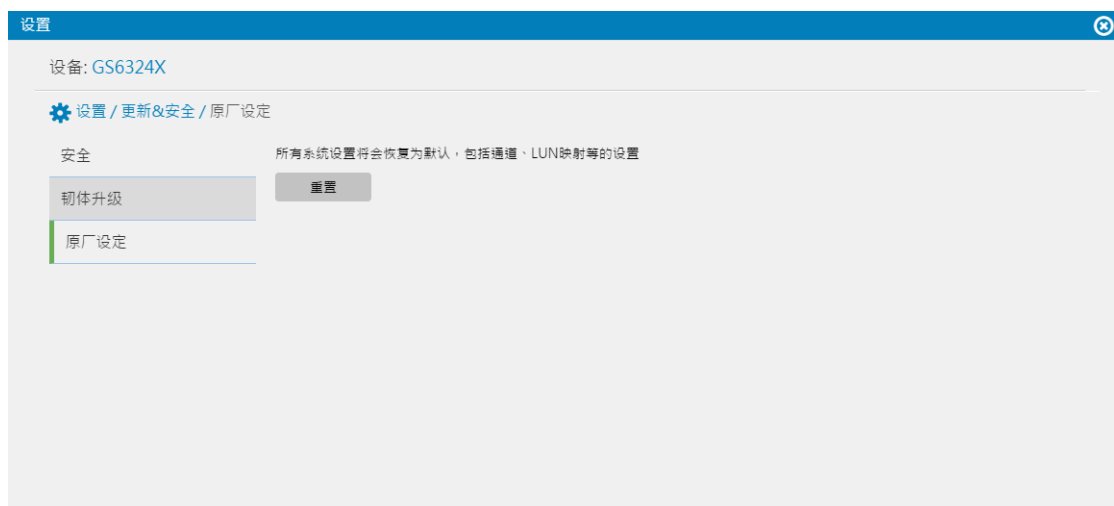 设置
设备: GS6324X
设置 / 更新&安全 / 原厂设定
安全
所有系统设置将会恢复为默认，包括通道、LUN映射等的设置
重置
韧体升级
原厂设定